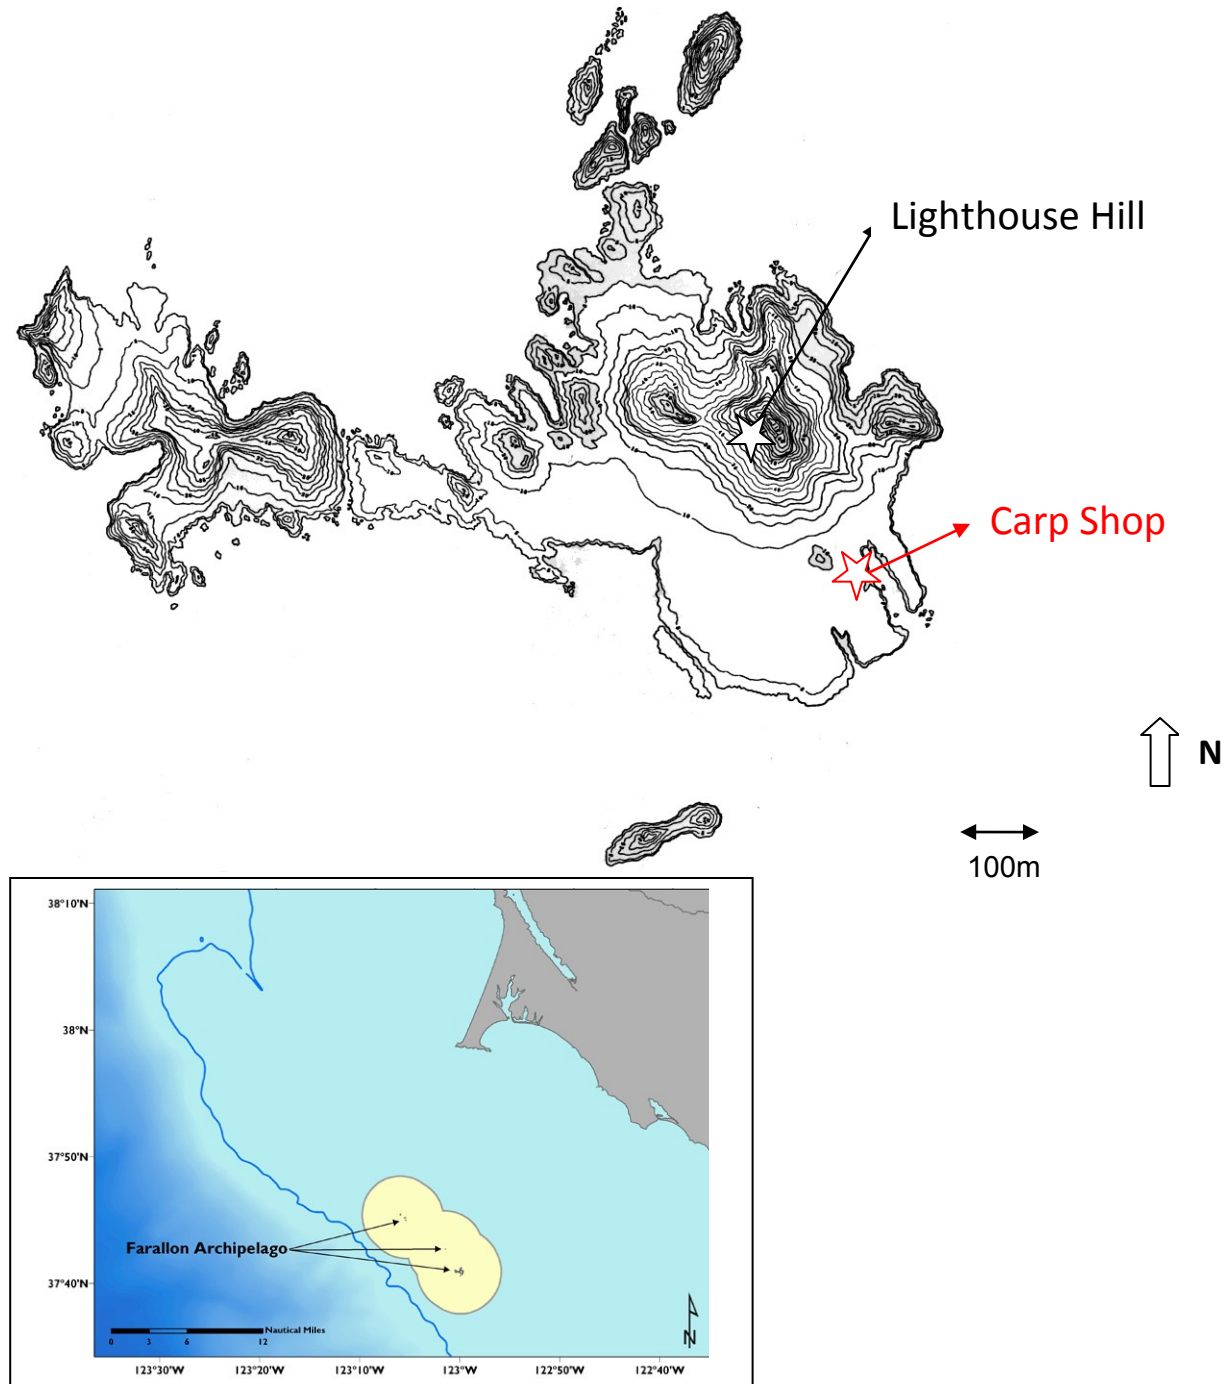 Lighthouse Hill
Carp Shop
N
100m
38°10'N
38°N
37°50'N
Farallon Archipelago
37°40'N
Nautical Miles
0 3 6 12
N
123°30'W 123°20'W 123°10'W 123°W 122°50'W 122°40'W